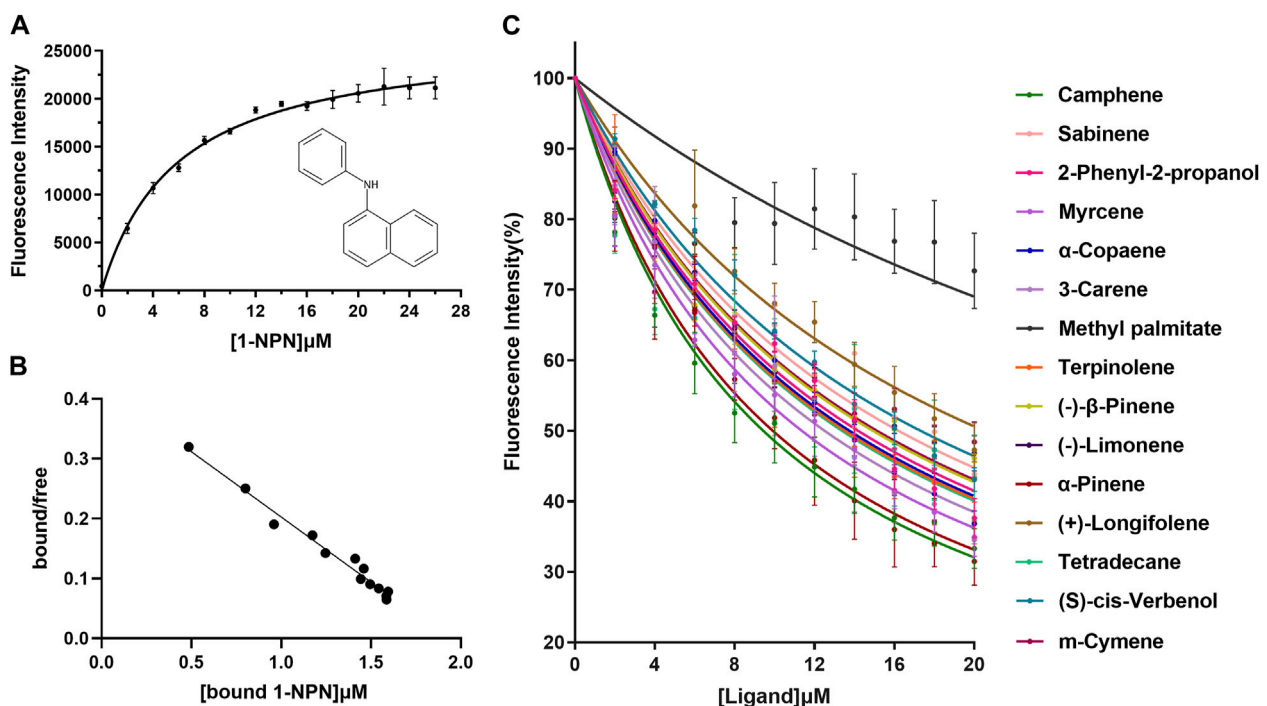 A
Fluorescence Intensity
25000
20000
15000
10000
5000
0
0 4 8 12 16 20 24 28
[1-NPN]μM
NH
B
bound/free
0.4
0.3
0.2
0.1
0.0
0.0 0.5 1.0 1.5 2.0
[bound 1-NPN]μM
C
Fluorescence Intensity(%)
100
90
80
70
60
50
40
30
20
0 4 8 12 16 20
[Ligand]μM
Camphene
Sabinene
2-Phenyl-2-propanol
Myrcene
α-Copaene
3-Carene
Methyl palmitate
Terpinolene
(-)-β-Pinene
(-)-Limonene
α-Pinene
(+)-Longifolene
Tetradecane
(S)-cis-Verbenol
m-Cymene